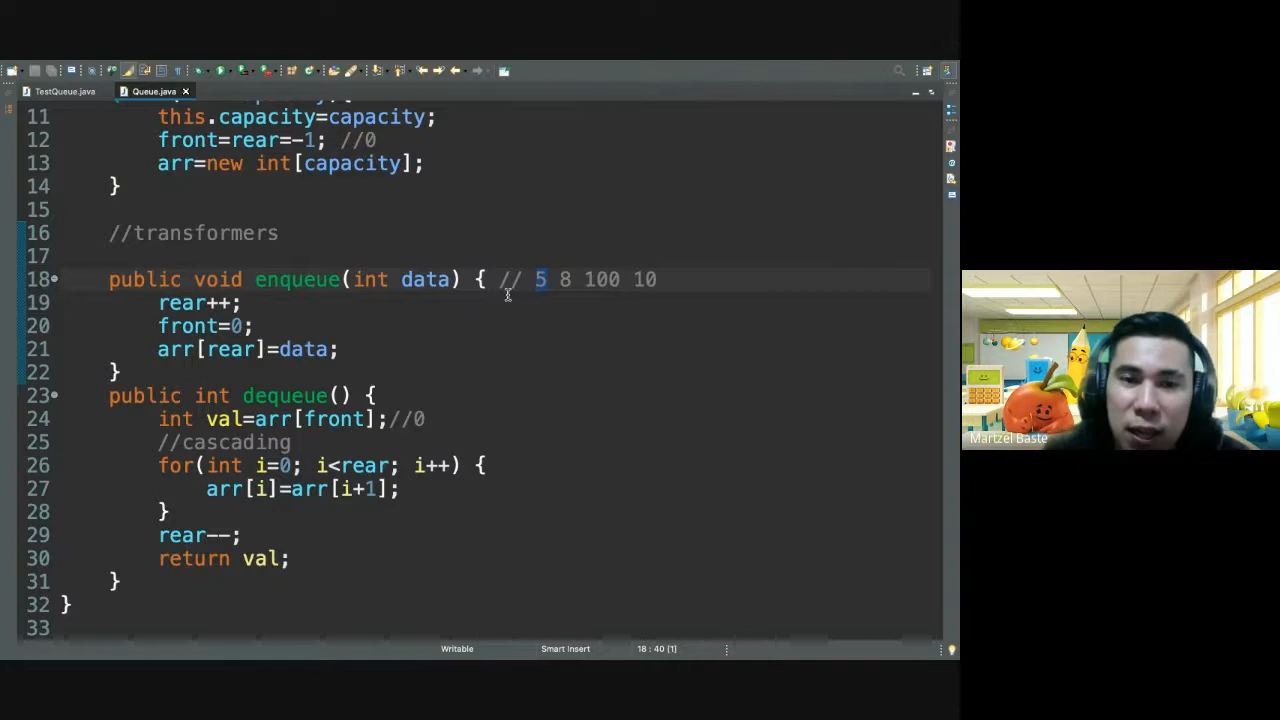 TestQueue.java
Queue.java
11 this.capacity=capacity;
12 front=rear=-1; //0
13 arr=new int[capacity];
14 }
15
16 //transformers
17
18 public void enqueue(int data) { // 5 8 100 10
19 rear++;
20 front=0;
21 arr[rear]=data;
22 }
23 public int dequeue() {
24 int val=arr[front];//0
25 //cascading
26 for(int i=0; i<rear; i++) {
27 arr[i]=arr[i+1];
28 }
29 rear--;
30 return val;
31 }
32 }
33
Writable
Smart Insert
18 : 40 [1]
Martzel Baste